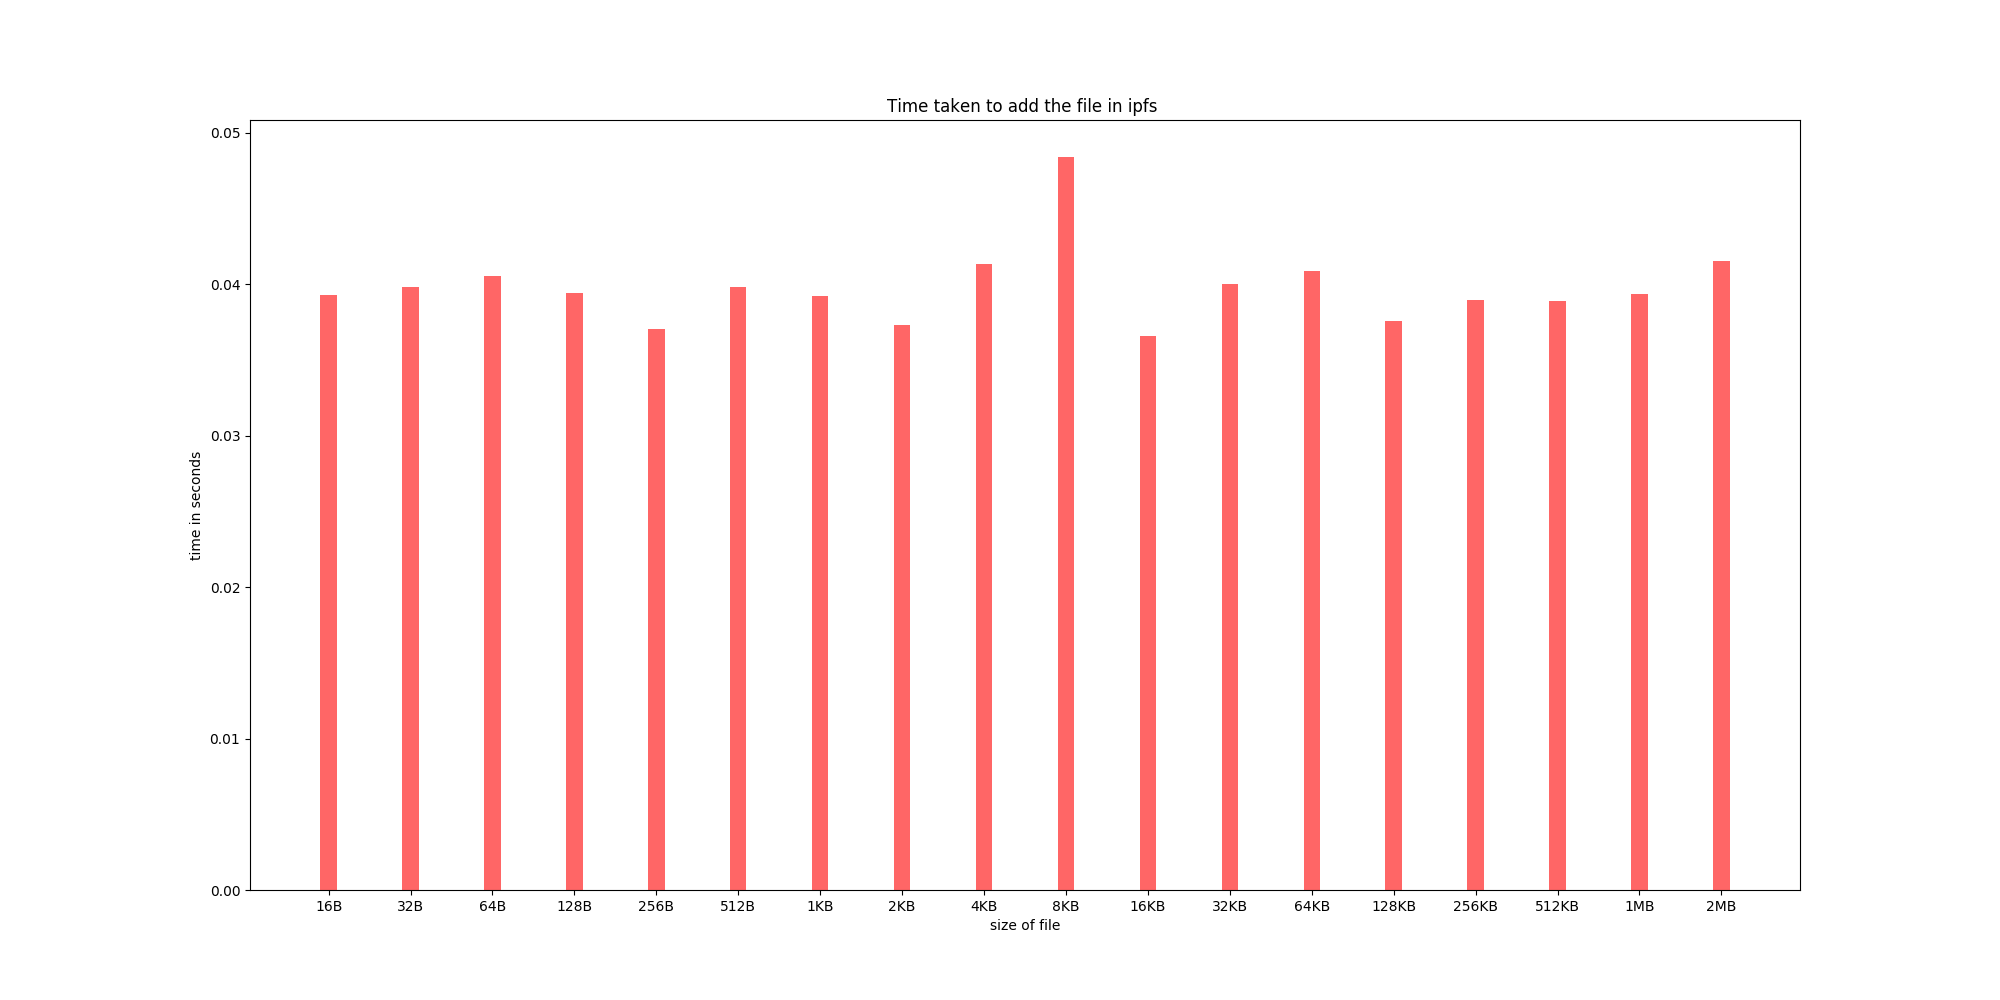 Time taken to add the file in ipfs
0.05
0.04
0.03
0.02
0.01
0.00
time in seconds
16B 32B 64B 128B 256B 512B 1KB 2KB 4KB 8KB 16KB 32KB 64KB 128KB 256KB 512KB 1MB 2MB
size of file